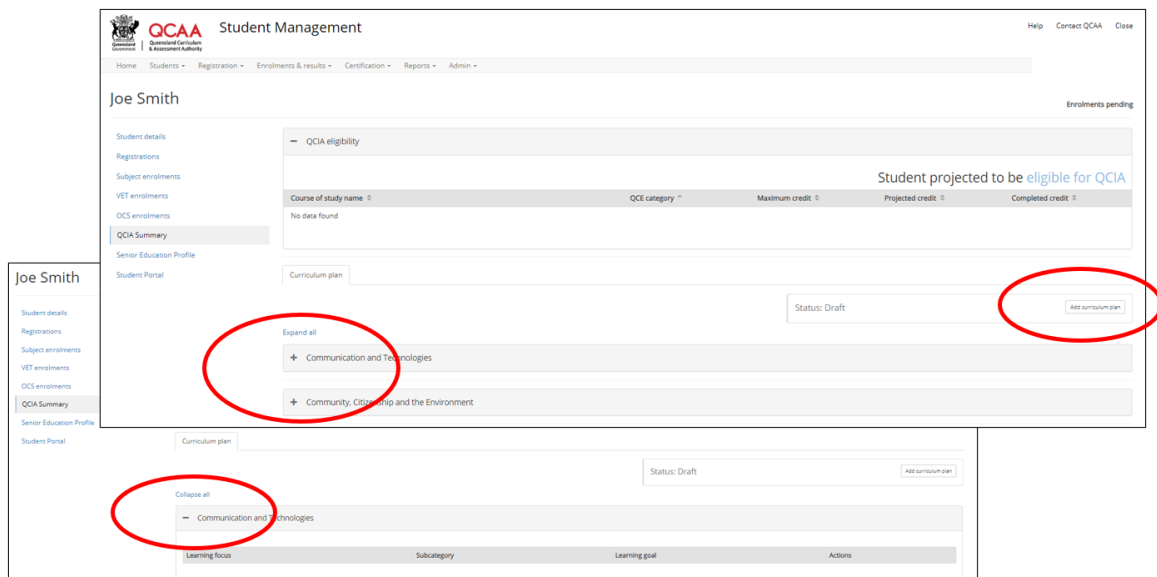 QCAA
Queensland Government
Queensland Curriculum & Assessment Authority
Student Management
Help Contact QCAA Close
Home Students Registration Enrolments & results Certification Reports Admin
Joe Smith
Enrolments pending
Student details
Registrations
Subject enrolments
VET enrolments
OCS enrolments
QCIA Summary
Senior Education Profile
Student Portal
− QCIA eligibility
Student projected to be eligible for QCIA
Course of study name QCE category Maximum credit Projected credit Completed credit
No data found
Curriculum plan
Status: Draft Add curriculum plan
Expand all
+ Communication and Technologies
+ Community, Citizenship and the Environment
Joe Smith
Student details
Registrations
Subject enrolments
VET enrolments
OCS enrolments
QCIA Summary
Senior Education Profile
Student Portal
Curriculum plan
Status: Draft Add curriculum plan
Collapse all
− Communication and Technologies
Learning focus Subcategory Learning goal Actions